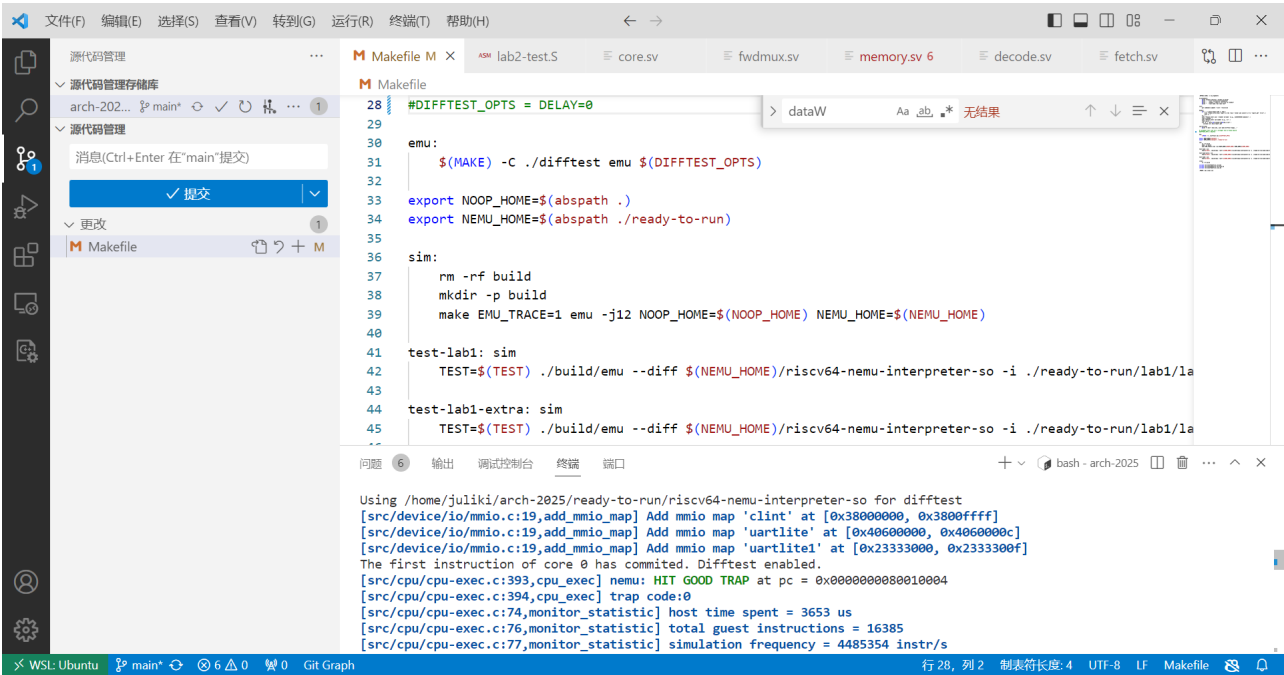 文件(F) 编辑(E) 选择(S) 查看(V) 转到(G) 运行(R) 终端(T) 帮助(H)
源代码管理
源代码管理存储库
arch-202... main* 1
源代码管理
消息(Ctrl+Enter 在"main"提交)
提交
更改 1
M Makefile M
1
M Makefile M
ASM lab2-test.S
core.sv
fwdmux.sv
memory.sv 6
decode.sv
fetch.sv
M Makefile
dataW Aa ab .* 无结果
28 #DIFFTEST_OPTS = DELAY=0
29
30 emu:
31 $(MAKE) -C ./difftest emu $(DIFFTEST_OPTS)
32
33 export NOOP_HOME=$(abspath .)
34 export NEMU_HOME=$(abspath ./ready-to-run)
35
36 sim:
37 rm -rf build
38 mkdir -p build
39 make EMU_TRACE=1 emu -j12 NOOP_HOME=$(NOOP_HOME) NEMU_HOME=$(NEMU_HOME)
40
41 test-lab1: sim
42 TEST=$(TEST) ./build/emu --diff $(NEMU_HOME)/riscv64-nemu-interpreter-so -i ./ready-to-run/lab1/la
43
44 test-lab1-extra: sim
45 TEST=$(TEST) ./build/emu --diff $(NEMU_HOME)/riscv64-nemu-interpreter-so -i ./ready-to-run/lab1/la
问题 6 输出 调试控制台 终端 端口
bash - arch-2025
Using /home/juliki/arch-2025/ready-to-run/riscv64-nemu-interpreter-so for difftest
[src/device/io/mmio.c:19,add_mmio_map] Add mmio map 'clint' at [0x38000000, 0x3800ffff]
[src/device/io/mmio.c:19,add_mmio_map] Add mmio map 'uartlite' at [0x40600000, 0x4060000c]
[src/device/io/mmio.c:19,add_mmio_map] Add mmio map 'uartlite1' at [0x23333000, 0x2333300f]
The first instruction of core 0 has commited. Difftest enabled.
[src/cpu/cpu-exec.c:393,cpu_exec] nemu: HIT GOOD TRAP at pc = 0x0000000080010004
[src/cpu/cpu-exec.c:394,cpu_exec] trap code:0
[src/cpu/cpu-exec.c:74,monitor_statistic] host time spent = 3653 us
[src/cpu/cpu-exec.c:76,monitor_statistic] total guest instructions = 16385
[src/cpu/cpu-exec.c:77,monitor_statistic] simulation frequency = 4485354 instr/s
WSL: Ubuntu main* 6 0 0 Git Graph
行 28，列 2 制表符长度: 4 UTF-8 LF Makefile